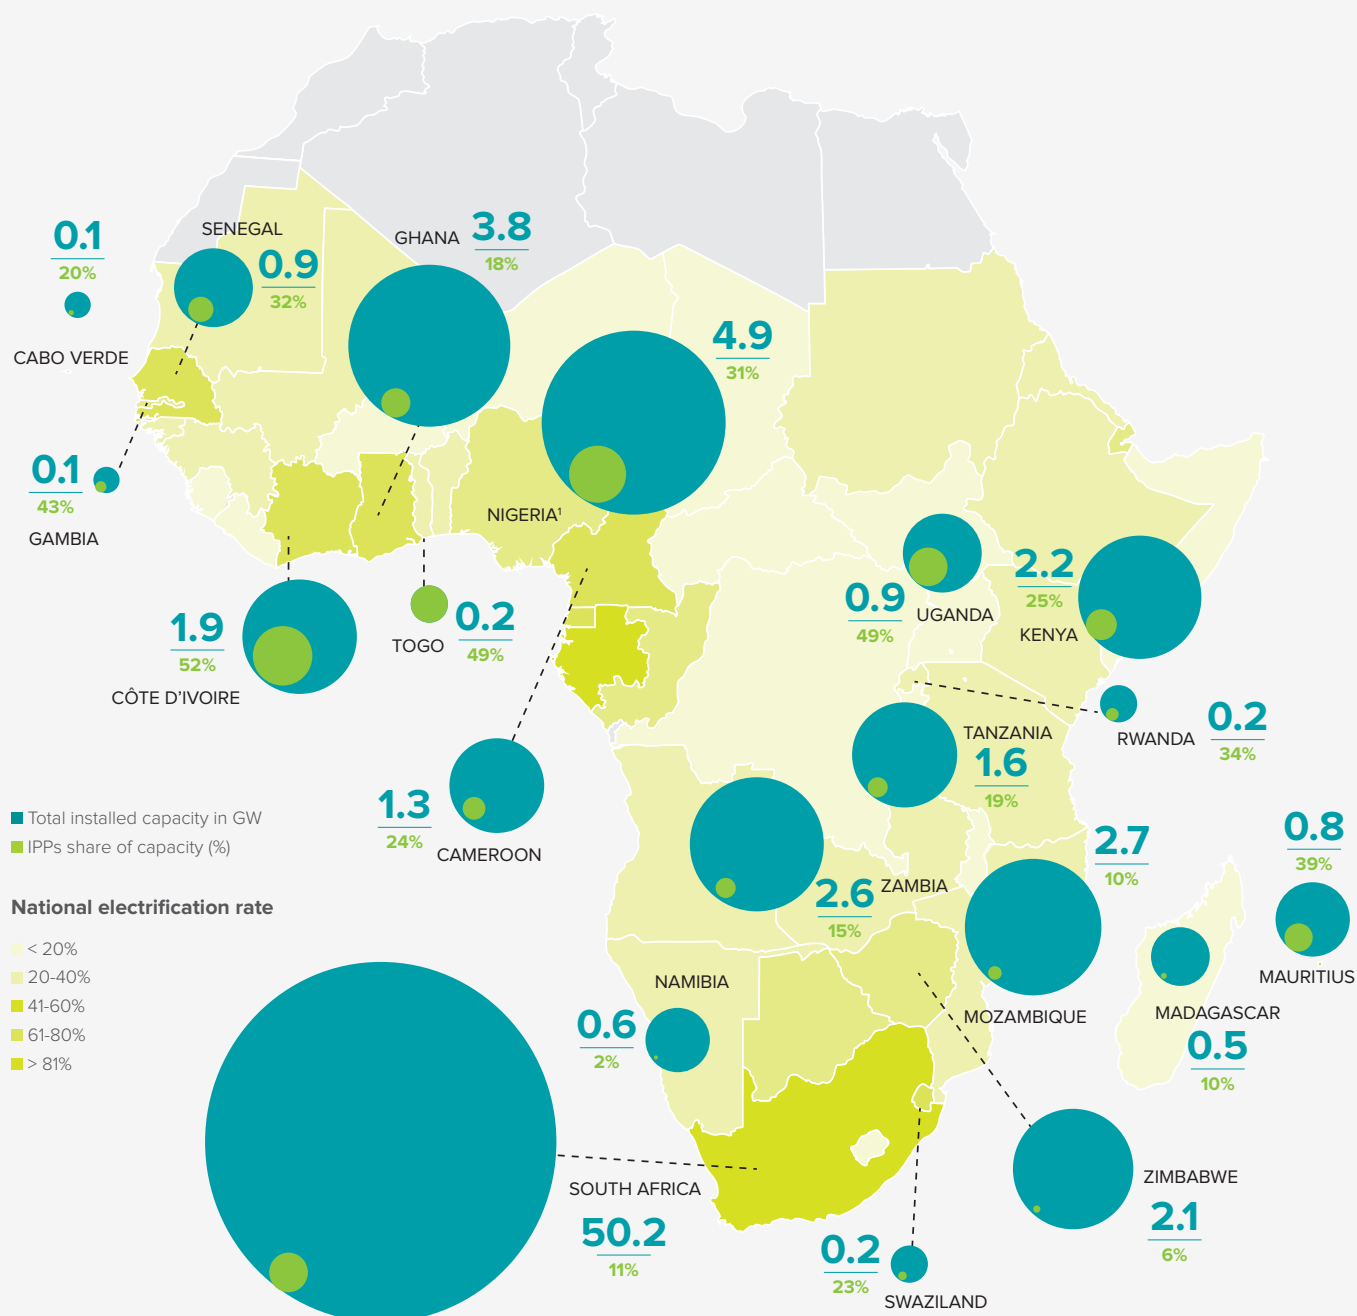 0.1
20%
CABO VERDE
SENEGAL
0.9
32%
GHANA
3.8
18%
4.9
31%
NIGERIA¹
0.1
43%
GAMBIA
1.9
52%
CÔTE D'IVOIRE
TOGO
0.2
49%
0.9
49%
UGANDA
2.2
25%
KENYA
RWANDA
0.2
34%
TANZANIA
1.6
19%
1.3
24%
CAMEROON
2.6
15%
ZAMBIA
2.7
10%
MOZAMBIQUE
0.8
39%
MAURITIUS
MADAGASCAR
0.5
10%
Total installed capacity in GW
IPPs share of capacity (%)
National electrification rate
< 20%
20-40%
41-60%
61-80%
> 81%
NAMIBIA
0.6
2%
SOUTH AFRICA
50.2
11%
ZIMBABWE
2.1
6%
0.2
23%
SWAZILAND